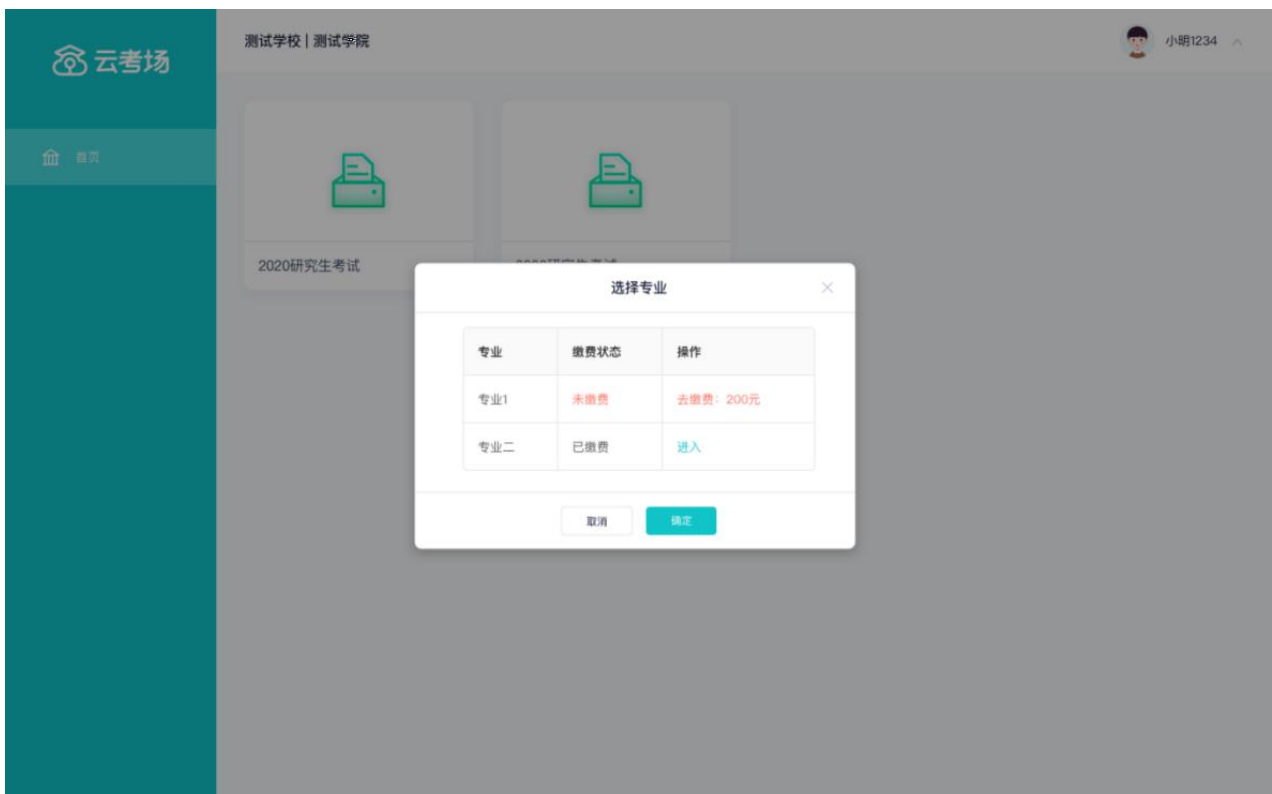 云考场
测试学校 | 测试学院
小明1234
首页
2020研究生考试
选择专业
专业 缴费状态 操作
专业1 未缴费 去缴费：200元
专业二 已缴费 进入
取消 确定